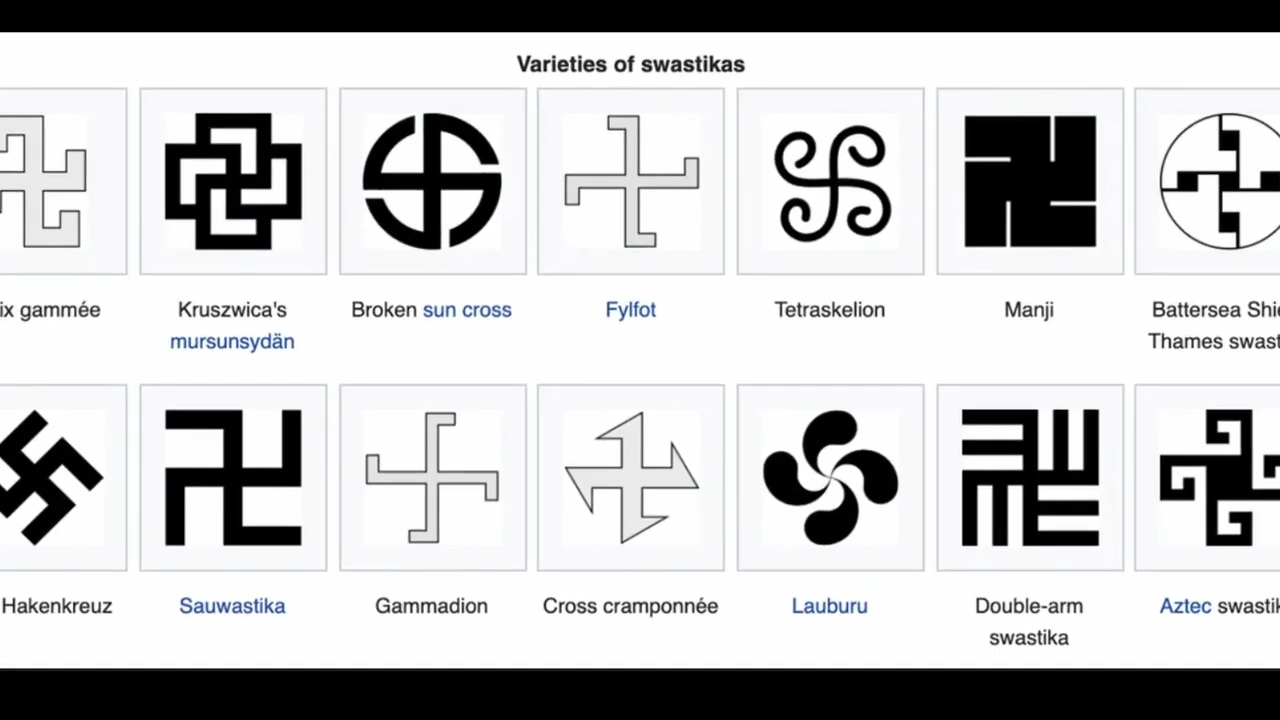 Varieties of swastikas
ix gammée
Kruszwica's
mursunsydän
Broken sun cross
Fylfot
Tetraskelion
Manji
Battersea Shi
Thames swast
Hakenkreuz
Sauwastika
Gammadion
Cross cramponnée
Lauburu
Double-arm
swastika
Aztec swastik